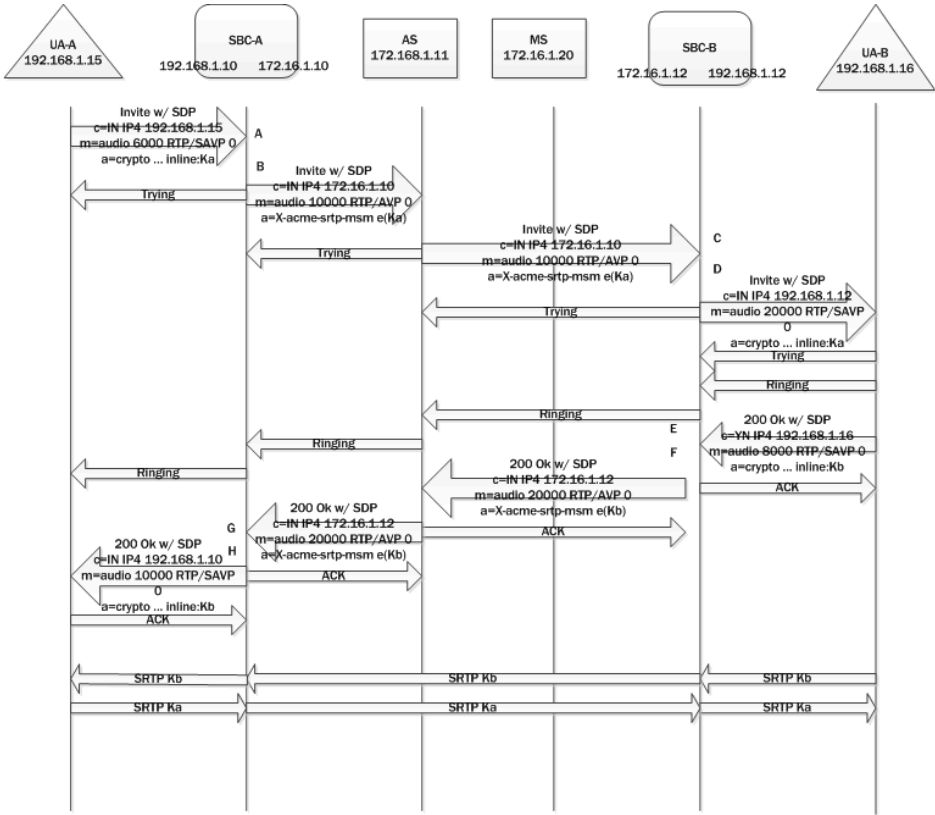 UA-A
192.168.1.15
SBC-A
192.168.1.10 172.16.1.10
AS
172.168.1.11
MS
172.16.1.20
SBC-B
172.16.1.12 192.168.1.12
UA-B
192.168.1.16
Invite w/ SDP
c=IN IP4 192.168.1.15
m=audio 6000 RTP/SAVP 0
a=crypto ... inline:Ka
A
B
Trying
Invite w/ SDP
c=IN IP4 172.16.1.10
m=audio 10000 RTP/AVP 0
a=X-acme-srtp-msm e(Ka)
Trying
Invite w/ SDP
c=IN IP4 172.16.1.10
m=audio 10000 RTP/AVP 0
a=X-acme-srtp-msm e(Ka)
C
D
Trying
Invite w/ SDP
c=IN IP4 192.168.1.12
m=audio 20000 RTP/SAVP
0
a=crypto ... inline:Ka
Trying
Ringing
Ringing
Ringing
Ringing
E
F
200 Ok w/ SDP
c=YN IP4 192.168.1.16
m=audio 8000 RTP/SAVP 0
a=crypto ... inline:Kb
ACK
200 Ok w/ SDP
c=IN IP4 172.16.1.12
m=audio 20000 RTP/AVP 0
a=X-acme-srtp-msm e(Kb)
ACK
G
H
200 Ok w/ SDP
c=IN IP4 172.16.1.12
m=audio 20000 RTP/AVP 0
a=X-acme-srtp-msm e(Kb)
ACK
200 Ok w/ SDP
c=IN IP4 192.168.1.10
m=audio 10000 RTP/SAVP
0
a=crypto ... inline:Kb
ACK
SRTP Kb
SRTP Kb
SRTP Kb
SRTP Ka
SRTP Ka
SRTP Ka